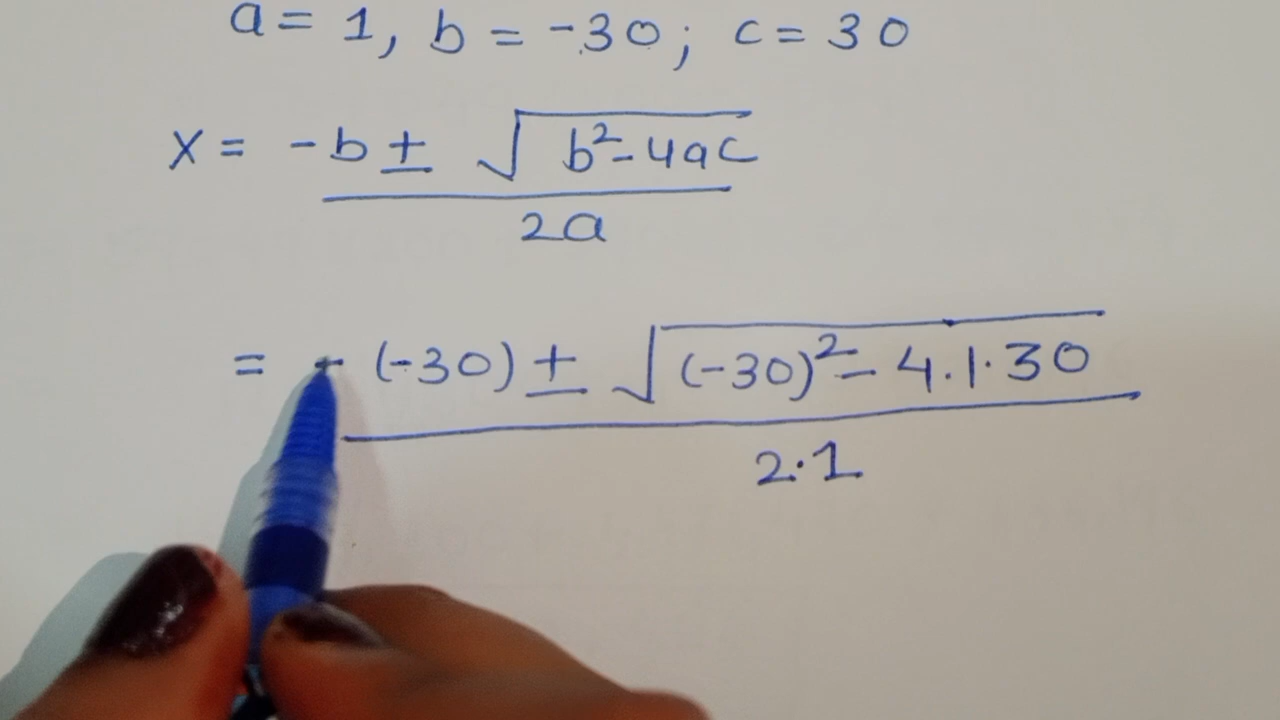 a = 1, b = -30; c = 30
x = -b ± √ b²-4ac
2a
= - (-30) ± √ (-30)² - 4.1.30
2.1